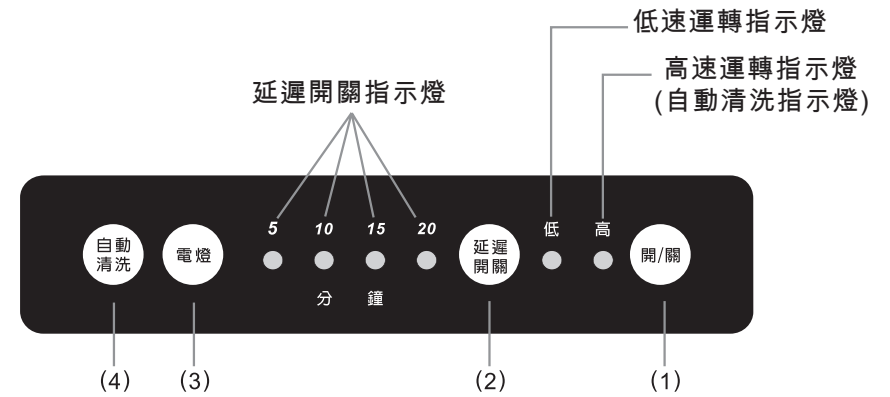 低速運轉指示燈
高速運轉指示燈
(自動清洗指示燈)
延遲開關指示燈
5 10 15 20 低 高
自動
清洗
電燈
延遲
開關
開/關
分 鐘
(4) (3) (2) (1)